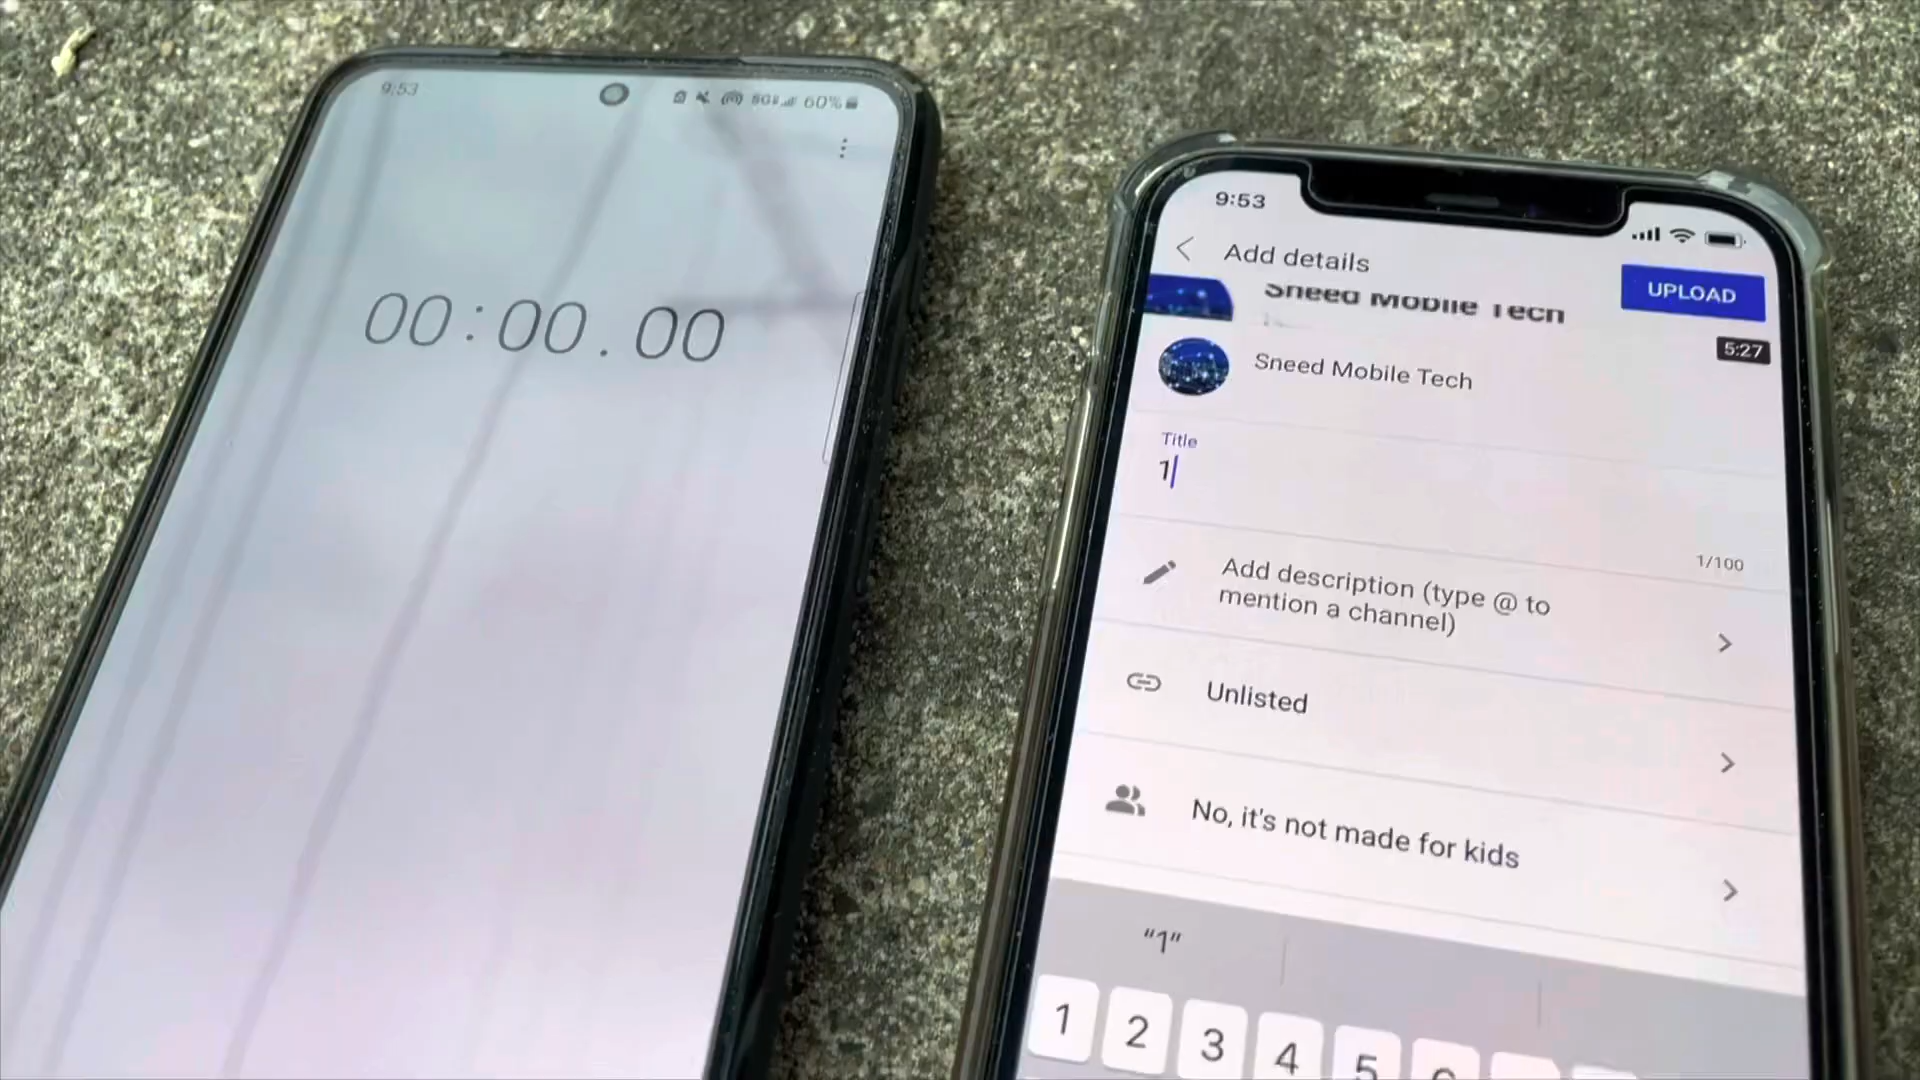 9:53
60%
00:00.00
9:53
Add details
UPLOAD
Sneed Mobile Tech
5:27
Sneed Mobile Tech
Title
1
1/100
Add description (type @ to
mention a channel)
Unlisted
No, it's not made for kids
"1"
1 2 3 4 5